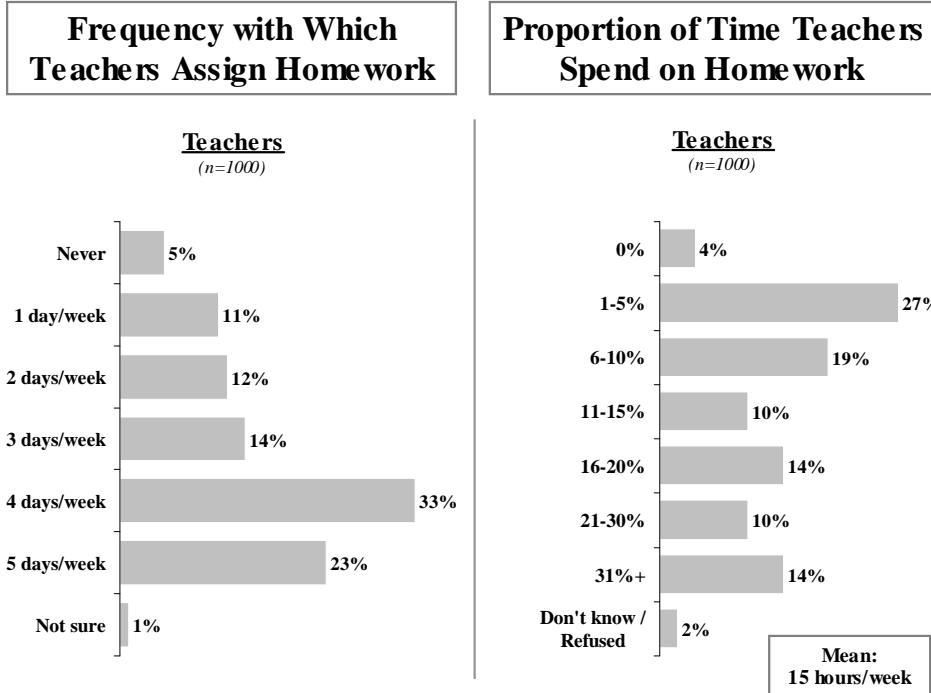 Frequency with Which
Teachers Assign Homework
Teachers
(n=1000)
Never 5%
1 day/week 11%
2 days/week 12%
3 days/week 14%
4 days/week 33%
5 days/week 23%
Not sure 1%
Proportion of Time Teachers
Spend on Homework
Teachers
(n=1000)
0% 4%
1-5% 27%
6-10% 19%
11-15% 10%
16-20% 14%
21-30% 10%
31%+ 14%
Don't know /
Refused 2%
Mean:
15 hours/week